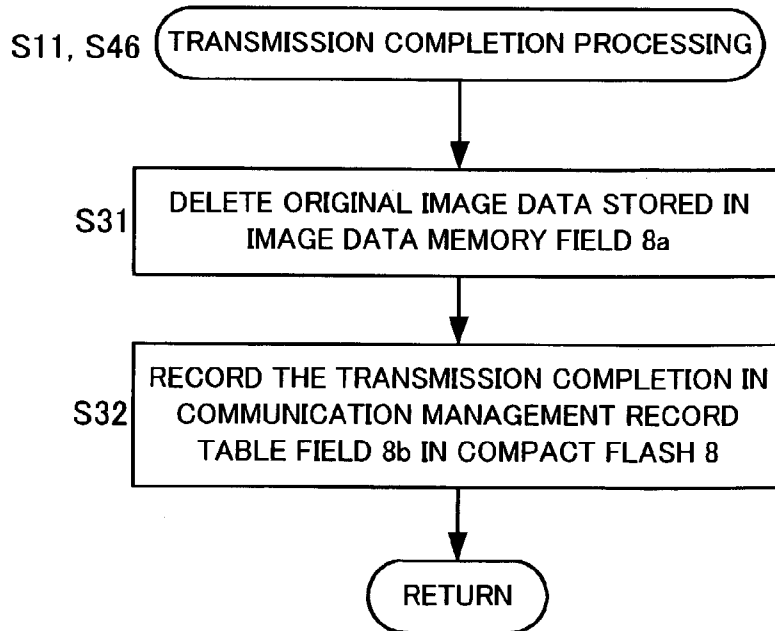 S11, S46 TRANSMISSION COMPLETION PROCESSING
S31 DELETE ORIGINAL IMAGE DATA STORED IN
IMAGE DATA MEMORY FIELD 8a
RECORD THE TRANSMISSION COMPLETION IN
S32 COMMUNICATION MANAGEMENT RECORD
TABLE FIELD 8b IN COMPACT FLASH 8
RETURN